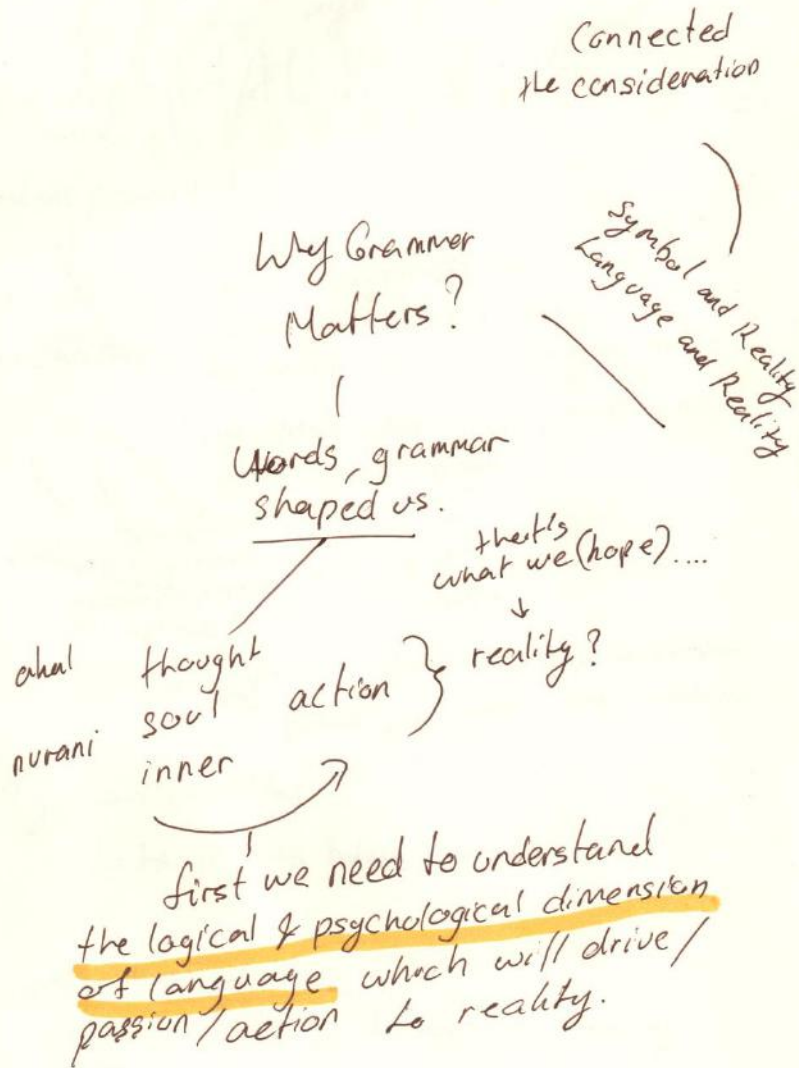 Connected
the consideration
Symbol and Reality
Language and Reality
Why Grammer
Matters?
Words, grammar
shaped us.
that's
what we (hope)....
reality?
akal
thought
soul
action
nurani
inner
first we need to understand
the logical & psychological dimension
of language which will drive/
passion/action to reality.